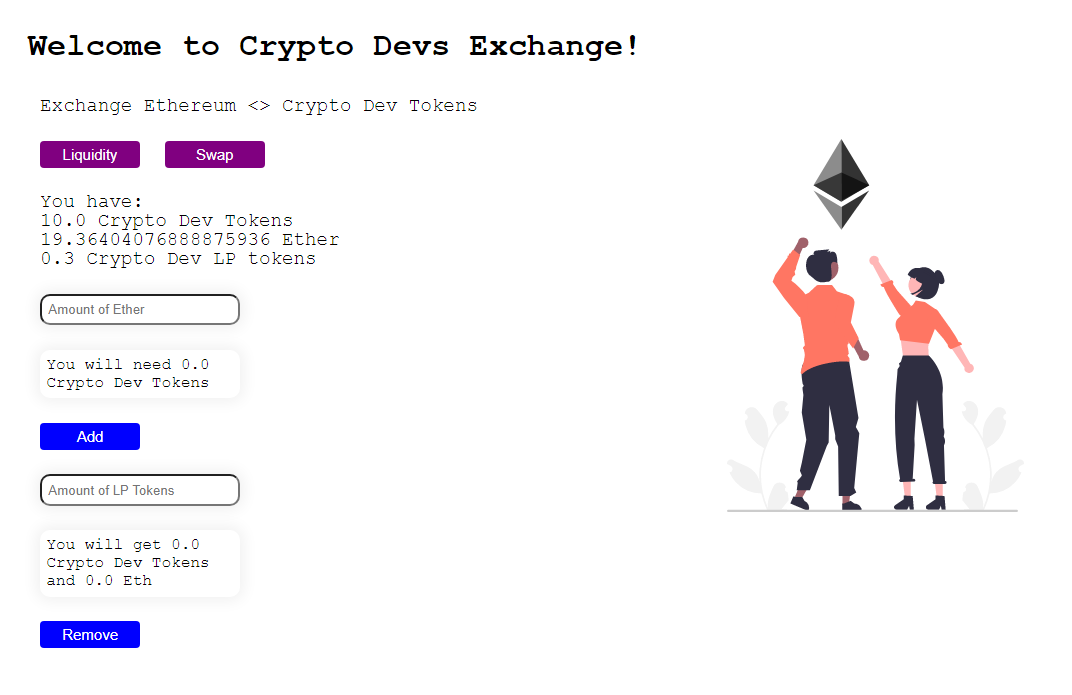 Welcome to Crypto Devs Exchange!
Exchange Ethereum <> Crypto Dev Tokens
Liquidity
Swap
You have:
10.0 Crypto Dev Tokens
19.36404076888875936 Ether
0.3 Crypto Dev LP tokens
Amount of Ether
You will need 0.0
Crypto Dev Tokens
Add
Amount of LP Tokens
You will get 0.0
Crypto Dev Tokens
and 0.0 Eth
Remove